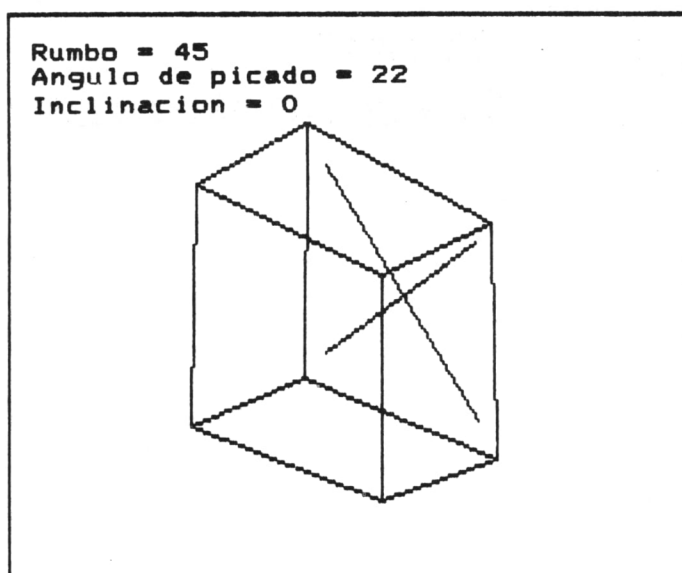 Rumbo = 45
Angulo de picado = 22
Inclinacion = 0